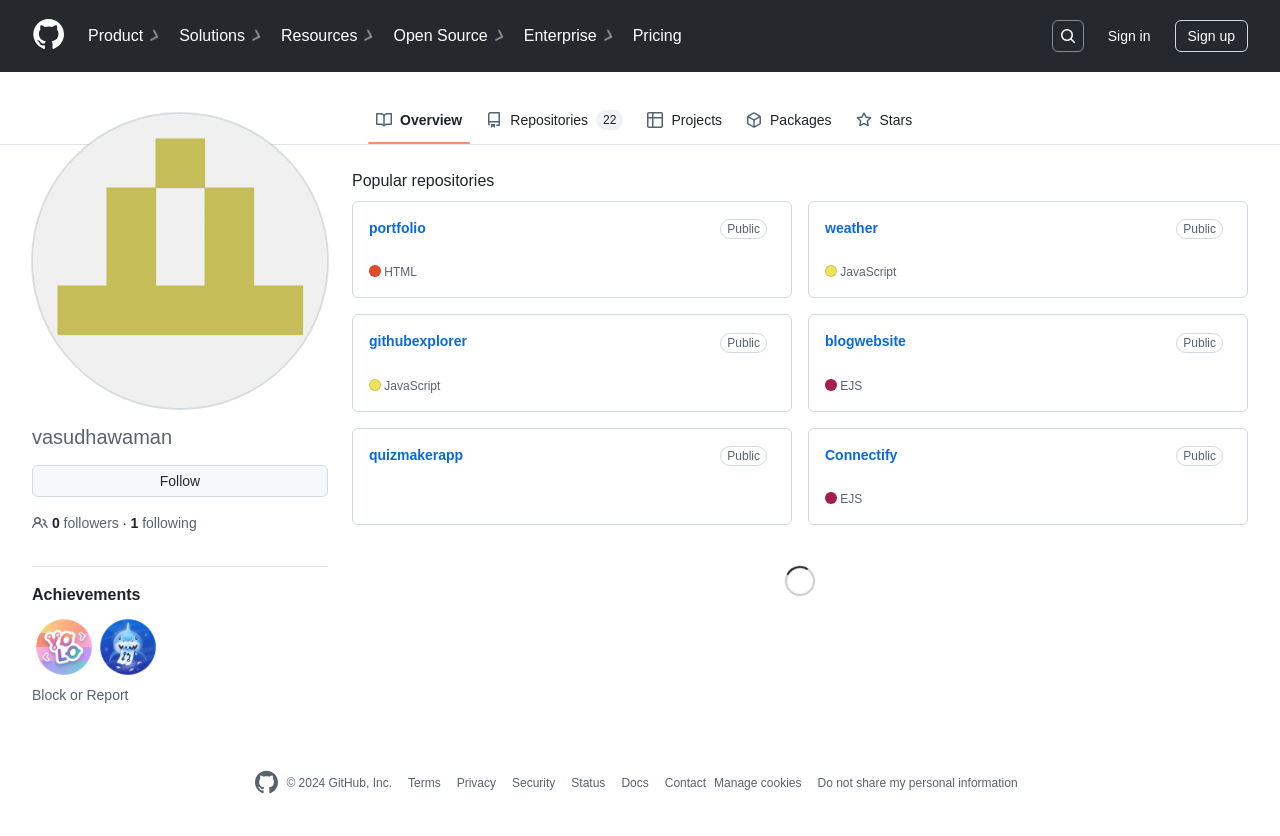 Product Solutions Resources Open Source Enterprise Pricing Sign in Sign up
Overview Repositories 22 Projects Packages Stars
Popular repositories
portfolio Public
HTML
weather Public
JavaScript
githubexplorer Public
JavaScript
blogwebsite Public
EJS
quizmakerapp Public
Connectify Public
EJS
vasudhawaman
Follow
0 followers · 1 following
Achievements
YOLO
Block or Report
© 2024 GitHub, Inc. Terms Privacy Security Status Docs Contact Manage cookies Do not share my personal information